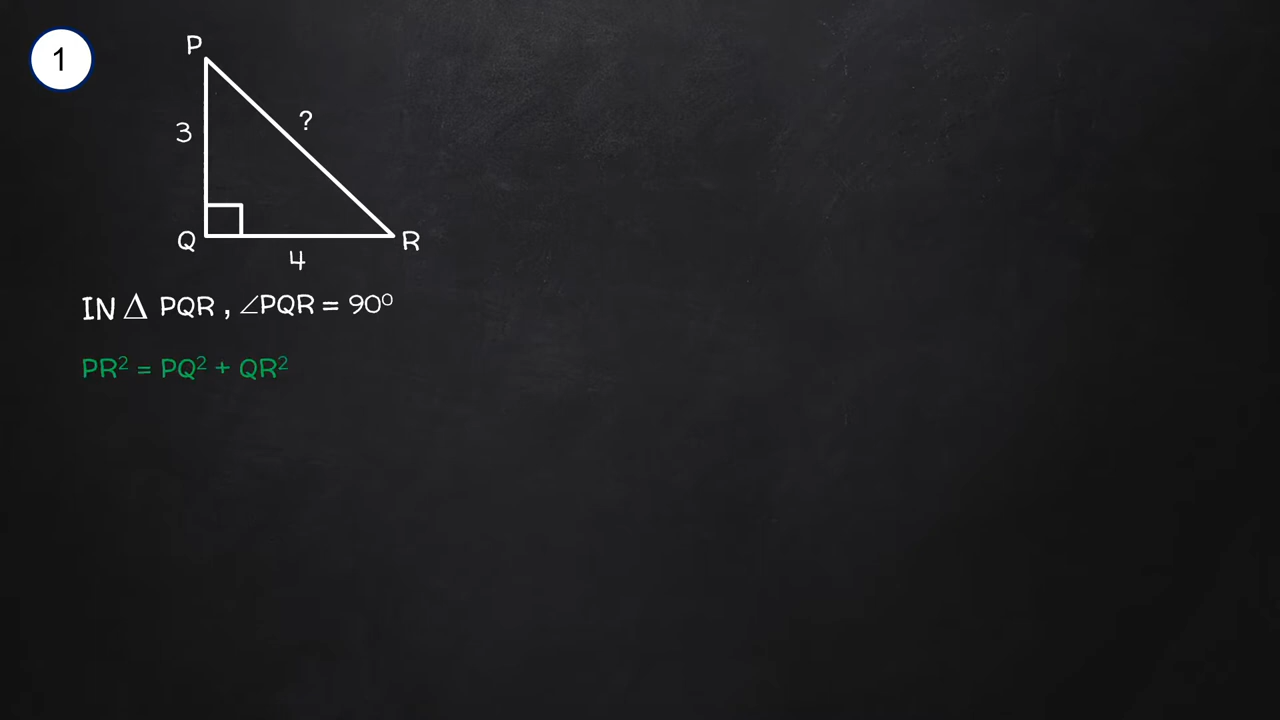 1
P
3
?
Q
R
4
IN Δ PQR , ∠PQR = 90⁰
PR² = PQ² + QR²